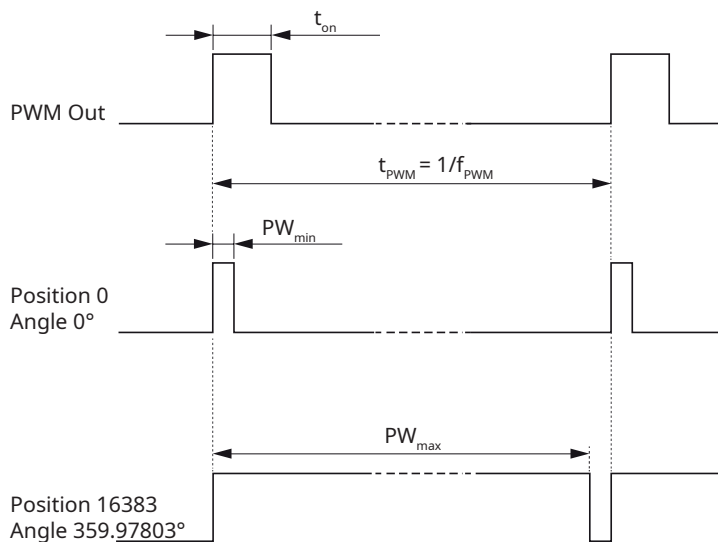 t_on
PWM Out
t_PWM = 1/f_PWM
PW_min
Position 0
Angle 0°
PW_max
Position 16383
Angle 359.97803°